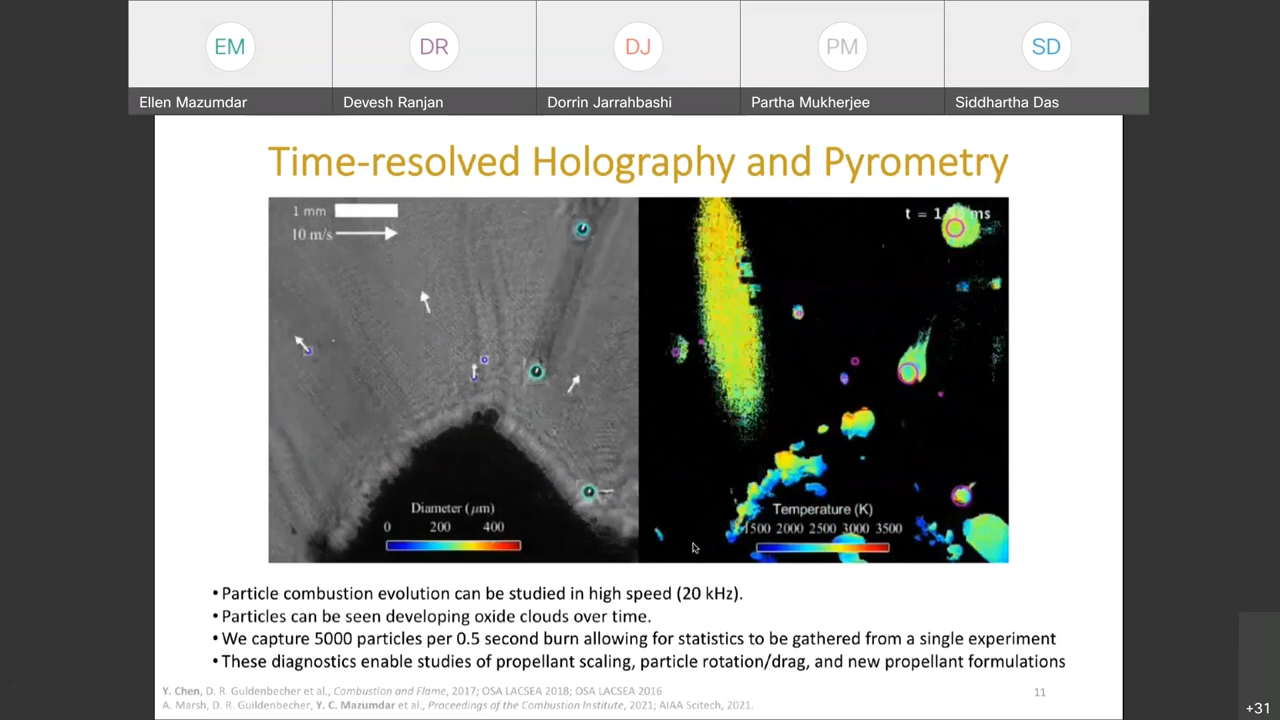 EM DR DJ PM SD
Ellen Mazumdar Devesh Ranjan Dorrin Jarrahbashi Partha Mukherjee Siddhartha Das
Time-resolved Holography and Pyrometry
1 mm
10 m/s
t = 1. ms
Diameter (μm)
0 200 400
Temperature (K)
1500 2000 2500 3000 3500
• Particle combustion evolution can be studied in high speed (20 kHz).
• Particles can be seen developing oxide clouds over time.
• We capture 5000 particles per 0.5 second burn allowing for statistics to be gathered from a single experiment
• These diagnostics enable studies of propellant scaling, particle rotation/drag, and new propellant formulations
Y. Chen, D. R. Guldenbecher et al., Combustion and Flame, 2017; OSA LACSEA 2018; OSA LACSEA 2016
A. Marsh, D. R. Guildenbecher, Y. C. Mazumdar et al., Proceedings of the Combustion Institute, 2021; AIAA Scitech, 2021.
11
+31